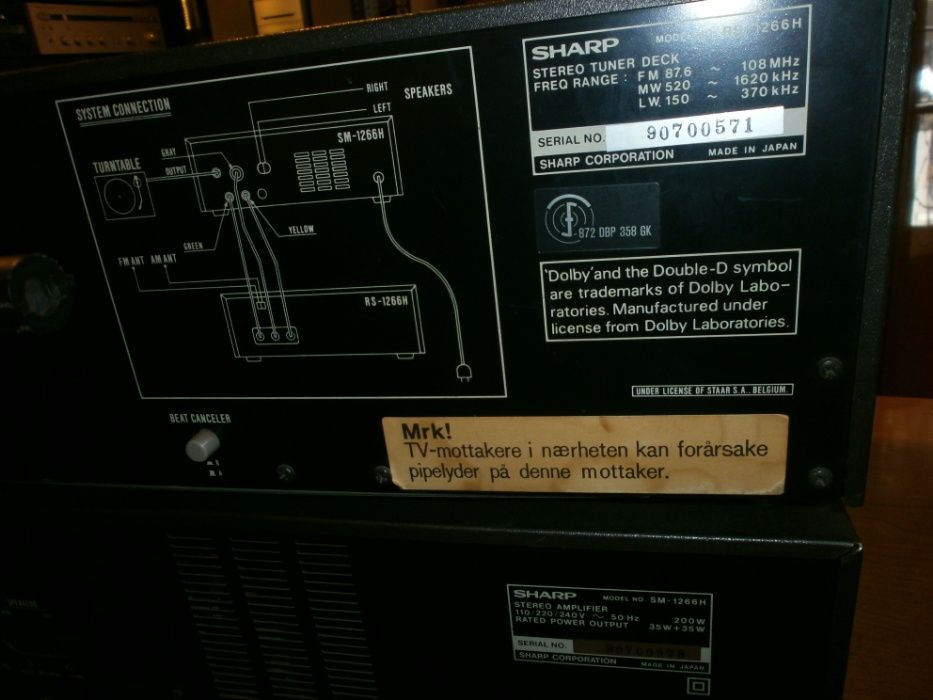 SYSTEM CONNECTION
RIGHT
LEFT
SPEAKERS
SM-1266H
TURNTABLE
GRAY
OUTPUT
GREEN
YELLOW
FM ANT AM ANT
RS-1266H
BEAT CANCELER
SHARP
RS-1266H
STEREO TUNER DECK
FREQ RANGE : FM 87.6 ~ 108 MHz
MW 520 ~ 1620 kHz
LW. 150 ~ 370 kHz
SERIAL NO. 90700571
SHARP CORPORATION MADE IN JAPAN
872 DBP 358 GK
'Dolby' and the Double-D symbol
are trademarks of Dolby Labo-
ratories. Manufactured under
license from Dolby Laboratories.
UNDER LICENSE OF STAAR S.A. BELGIUM.
Mrk!
TV-mottakere i nærheten kan forårsake
pipelyder på denne mottaker.
SPEAKERS
SHARP MODEL NO SM-1266H
STEREO AMPLIFIER
110/220/240V ~ 50 Hz 200W
RATED POWER OUTPUT 35W+35W
SERIAL NO.
SHARP CORPORATION MADE IN JAPAN